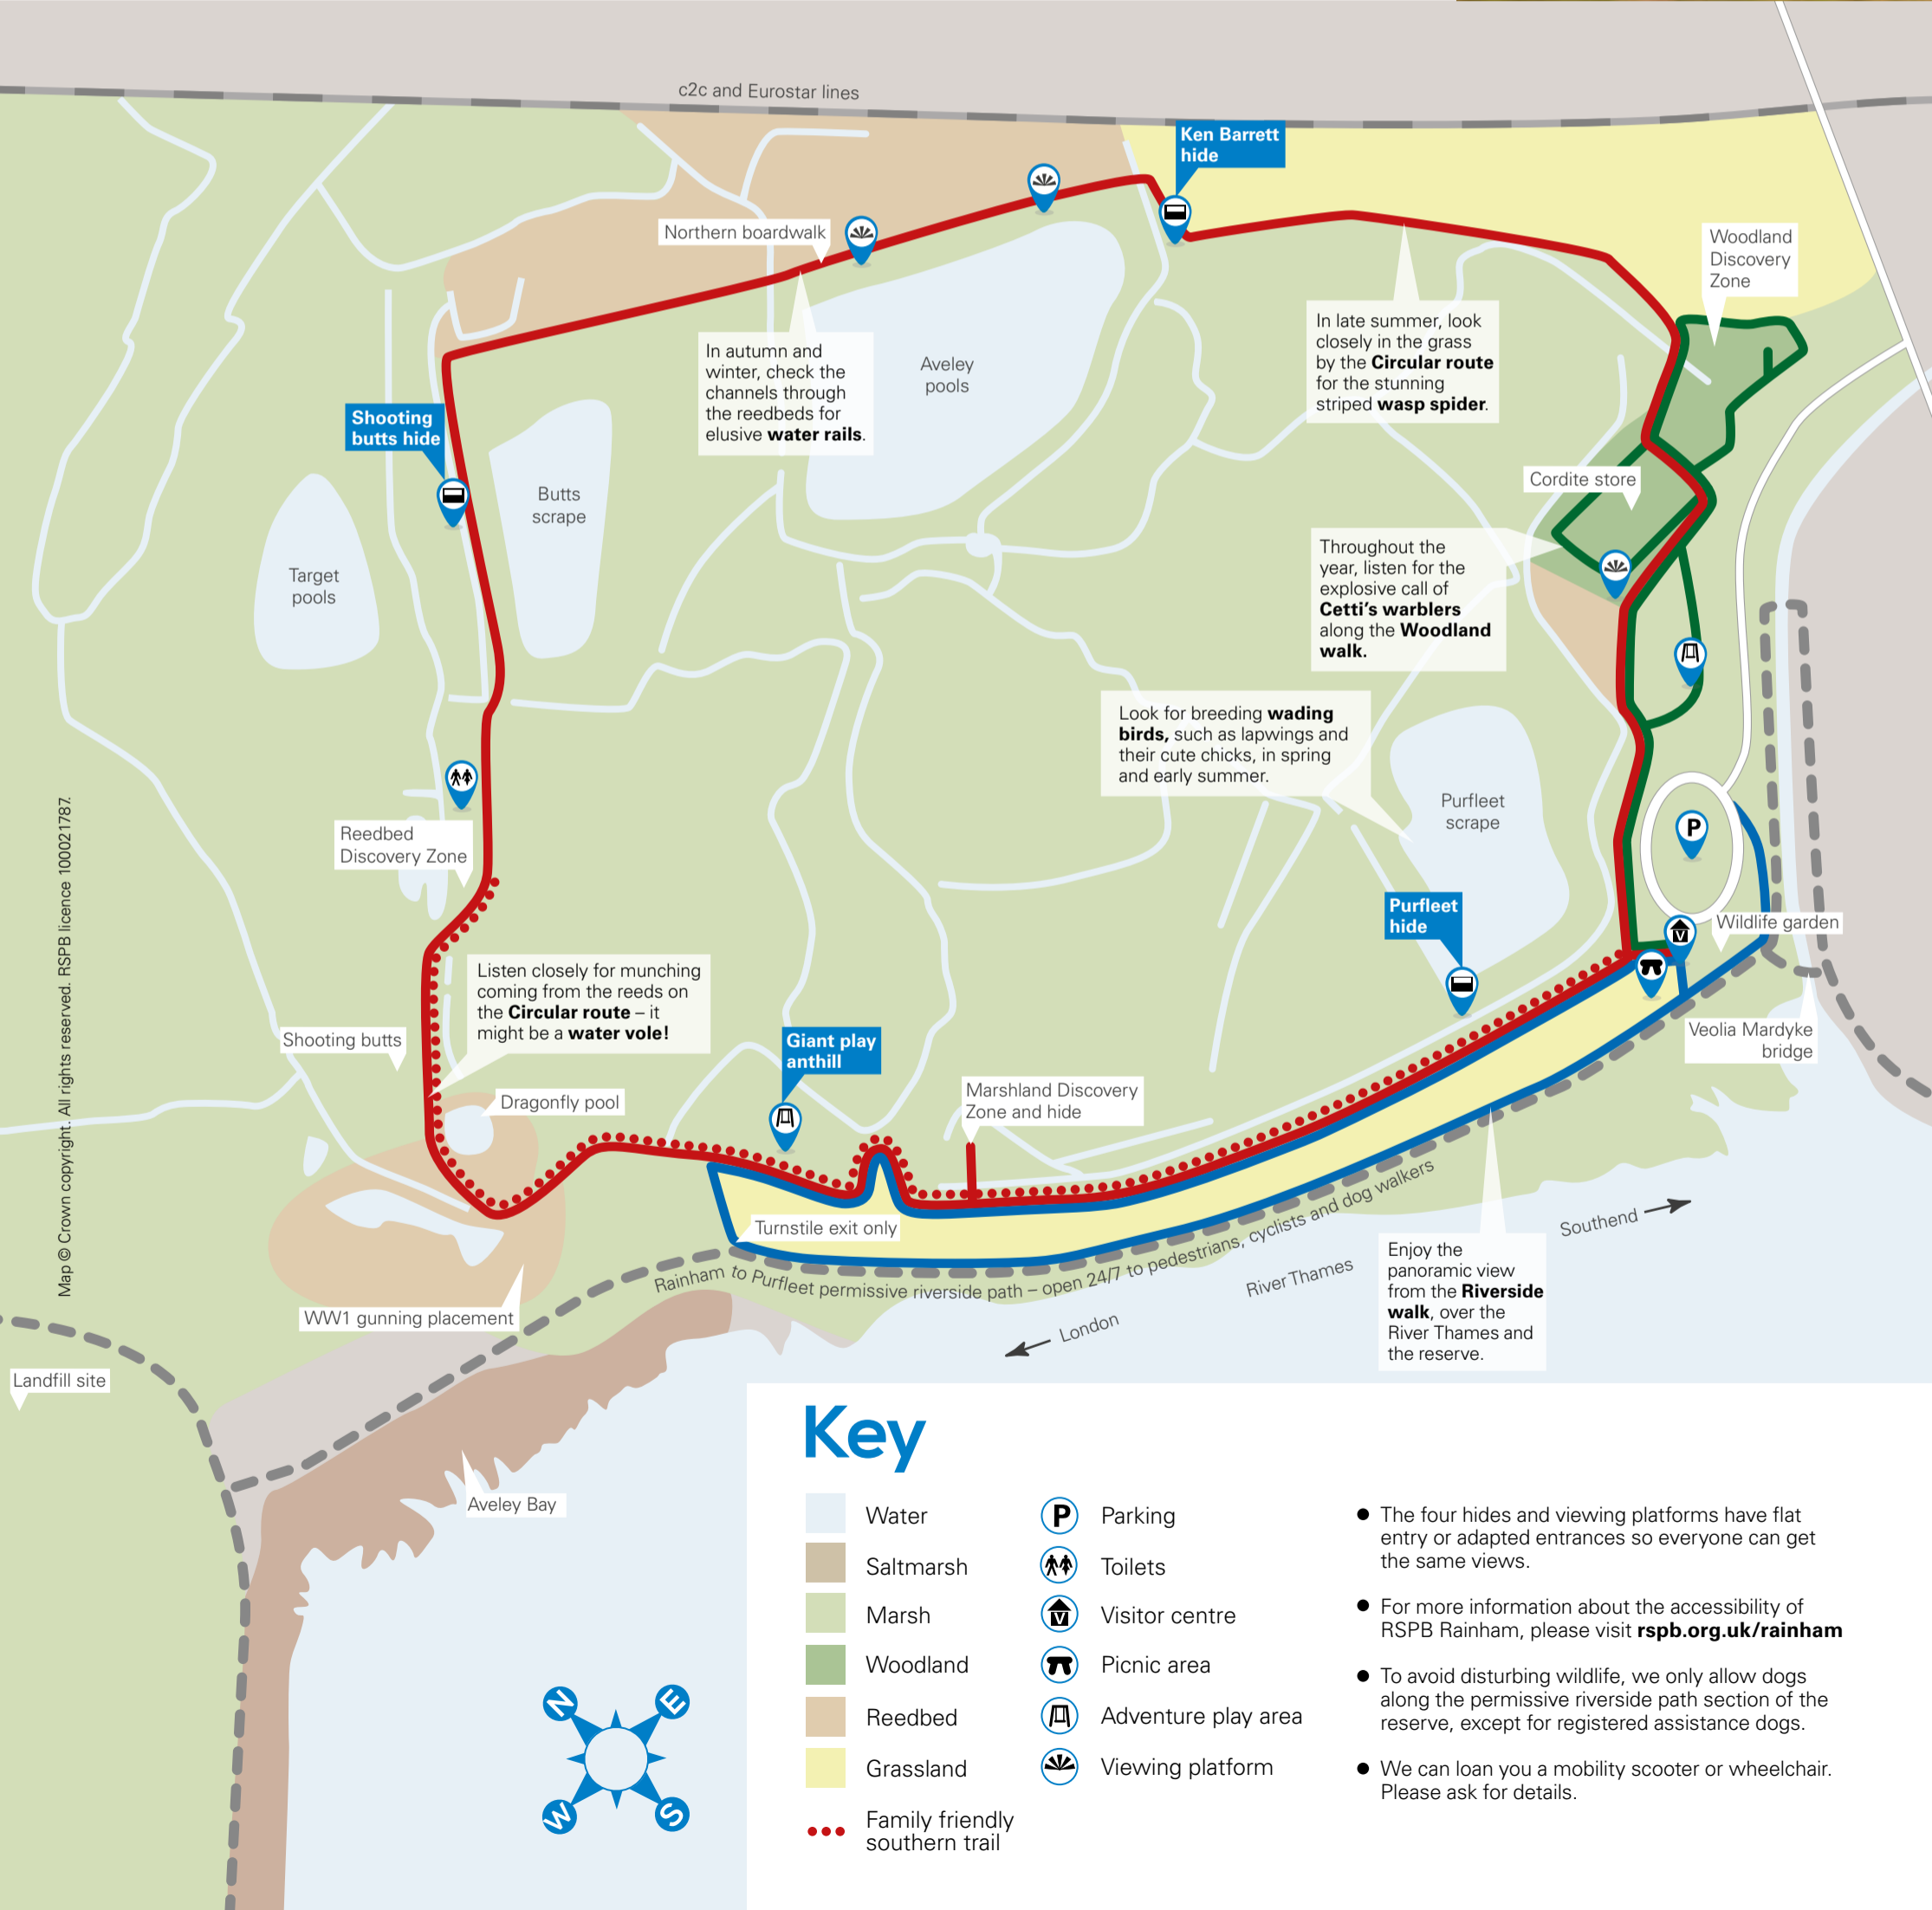 c2c and Eurostar lines
Ken Barrett
hide
Northern boardwalk
Woodland
Discovery
Zone
In autumn and
winter, check the
channels through
the reedbeds for
elusive water rails.
Aveley
pools
In late summer, look
closely in the grass
by the Circular route
for the stunning
striped wasp spider.
Shooting
butts hide
Butts
scrape
Target
pools
Cordite store
Throughout the
year, listen for the
explosive call of
Cetti's warblers
along the Woodland
walk.
Look for breeding wading
birds, such as lapwings and
their cute chicks, in spring
and early summer.
Purfleet
scrape
P
Reedbed
Discovery Zone
Purfleet
hide
V
Wildlife garden
Listen closely for munching
coming from the reeds on
the Circular route – it
might be a water vole!
Shooting butts
Dragonfly pool
Giant play
anthill
Marshland Discovery
Zone and hide
Veolia Mardyke
bridge
Turnstile exit only
WW1 gunning placement
Rainham to Purfleet permissive riverside path – open 24/7 to pedestrians, cyclists and dog walkers
River Thames
London
Southend
Enjoy the
panoramic view
from the Riverside
walk, over the
River Thames and
the reserve.
Landfill site
Aveley Bay
Map © Crown copyright. All rights reserved. RSPB licence 100021787.
N
E
W
S
Key
Water
Saltmarsh
Marsh
Woodland
Reedbed
Grassland
Family friendly
southern trail
P Parking
Toilets
V Visitor centre
Picnic area
Adventure play area
Viewing platform
● The four hides and viewing platforms have flat
entry or adapted entrances so everyone can get
the same views.
● For more information about the accessibility of
RSPB Rainham, please visit rspb.org.uk/rainham
● To avoid disturbing wildlife, we only allow dogs
along the permissive riverside path section of the
reserve, except for registered assistance dogs.
● We can loan you a mobility scooter or wheelchair.
Please ask for details.